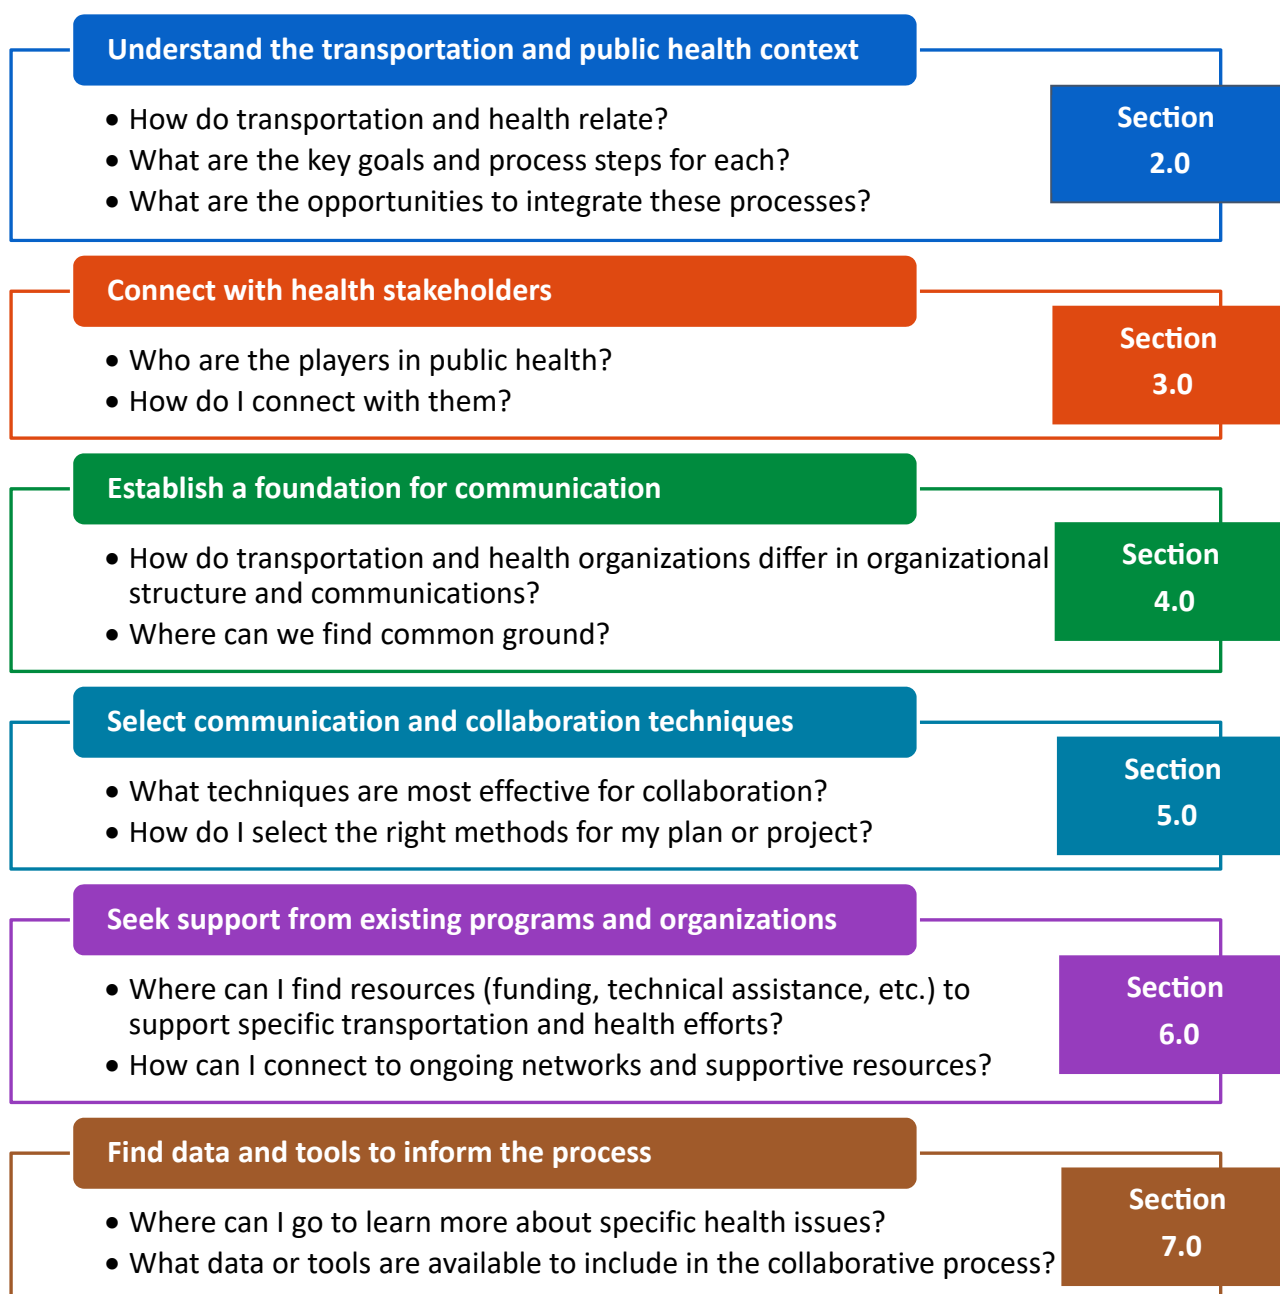 Understand the transportation and public health context
• How do transportation and health relate?
• What are the key goals and process steps for each?
• What are the opportunities to integrate these processes?
Section
2.0
Connect with health stakeholders
• Who are the players in public health?
• How do I connect with them?
Section
3.0
Establish a foundation for communication
• How do transportation and health organizations differ in organizational
structure and communications?
• Where can we find common ground?
Section
4.0
Select communication and collaboration techniques
• What techniques are most effective for collaboration?
• How do I select the right methods for my plan or project?
Section
5.0
Seek support from existing programs and organizations
• Where can I find resources (funding, technical assistance, etc.) to
support specific transportation and health efforts?
• How can I connect to ongoing networks and supportive resources?
Section
6.0
Find data and tools to inform the process
• Where can I go to learn more about specific health issues?
• What data or tools are available to include in the collaborative process?
Section
7.0